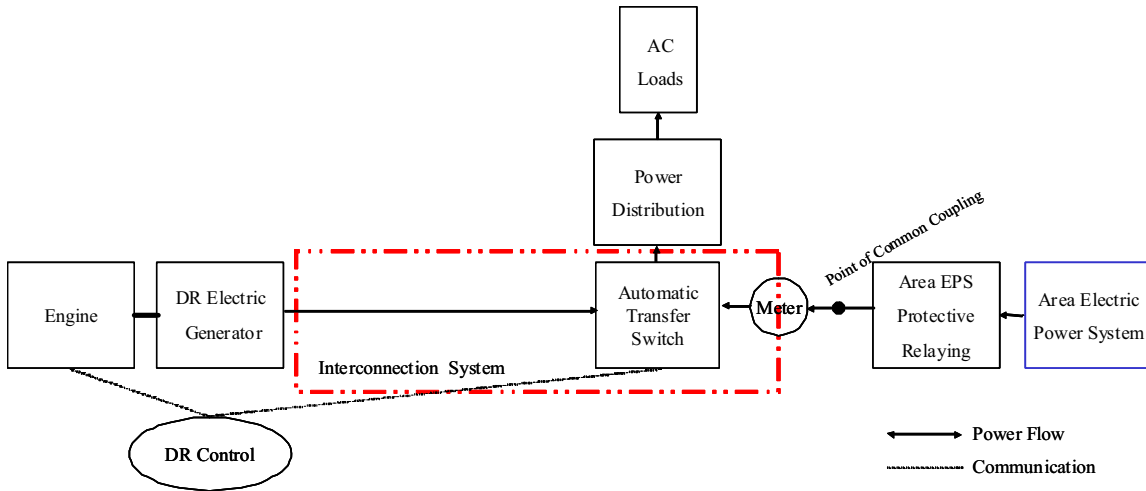 AC
Loads
Power
Distribution
Point of Common Coupling
Engine
DR Electric
Generator
Automatic
Transfer
Switch
Meter
Area EPS
Protective
Relaying
Area Electric
Power System
Interconnection System
DR Control
Power Flow
Communication